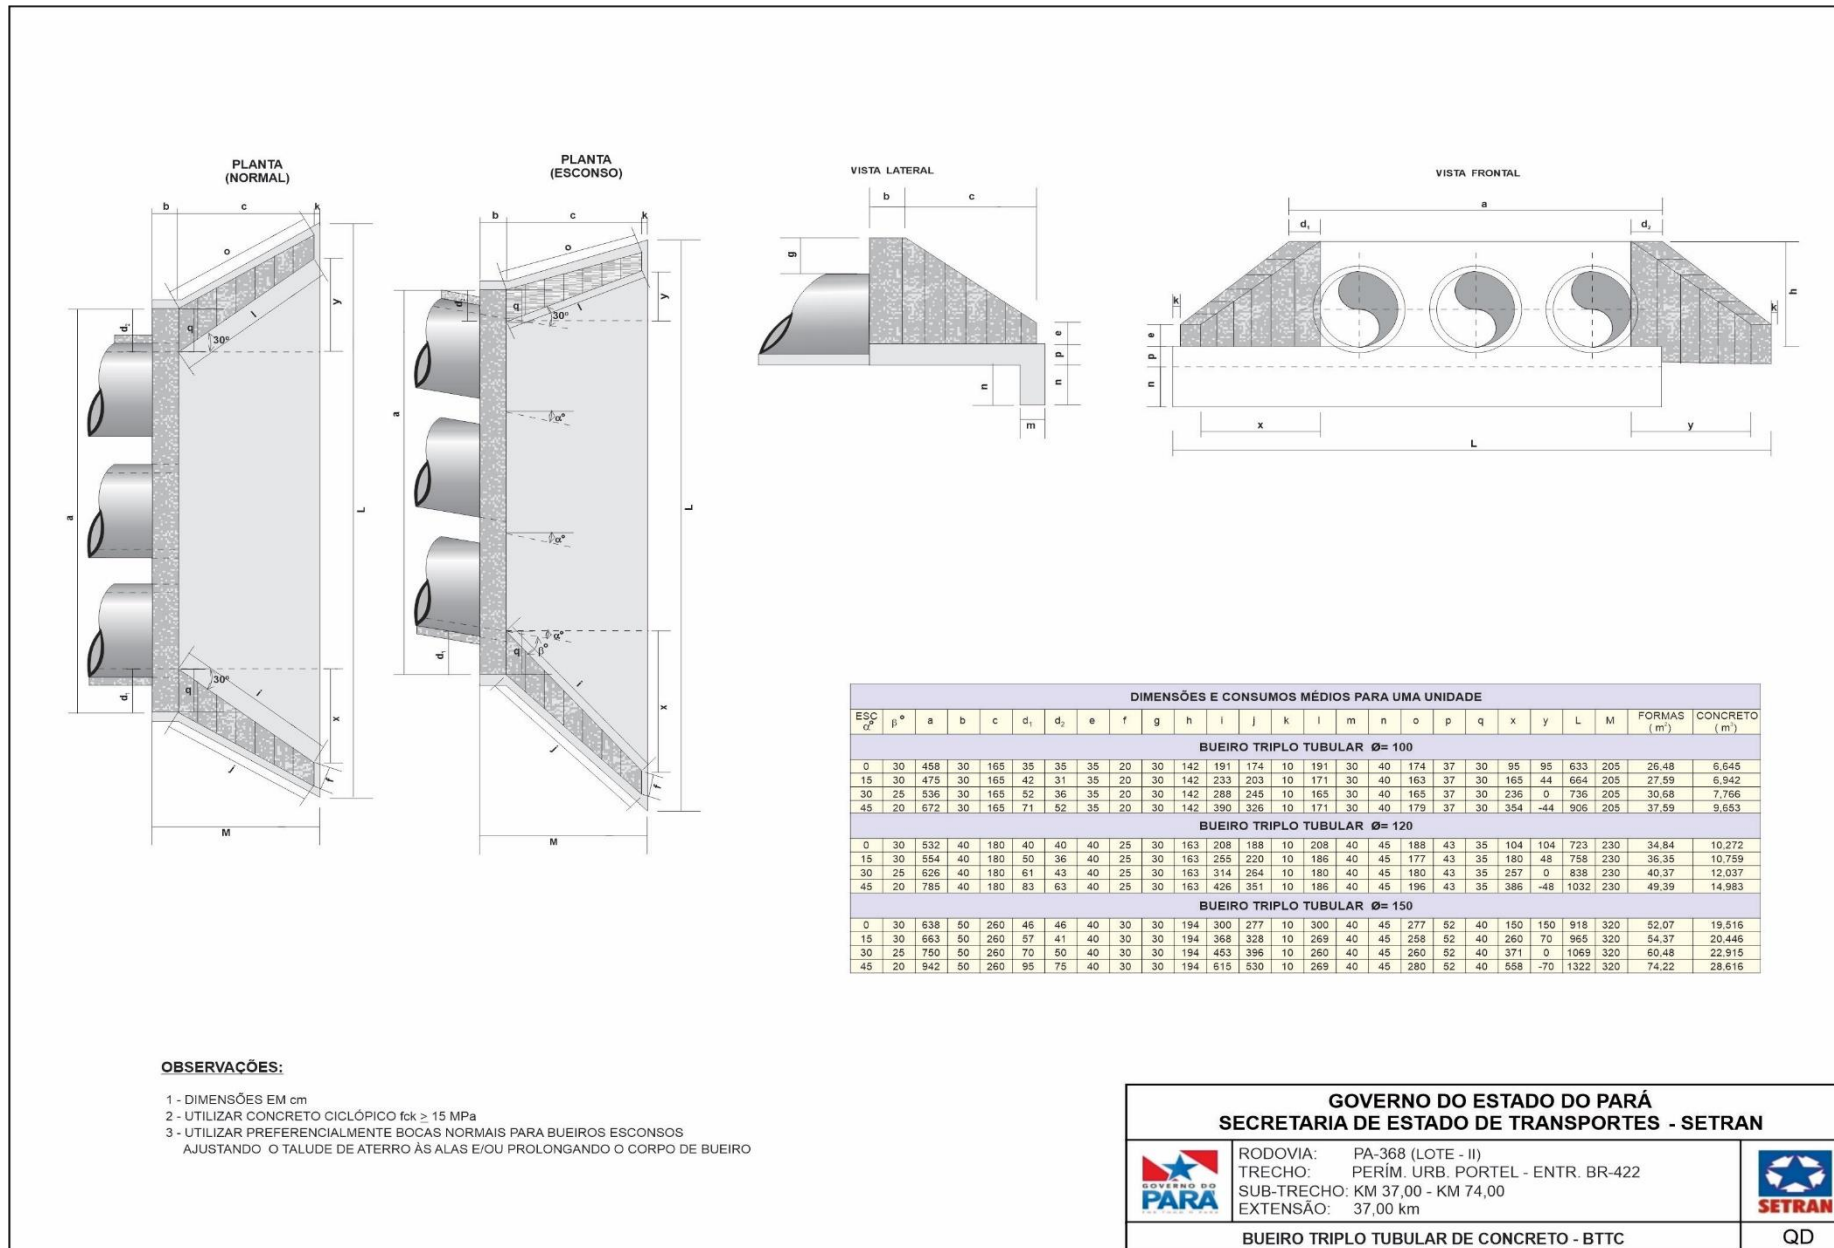 PLANTA
(NORMAL)
b c k
o
y
d₂ q l
30º
a
L
30º
d₁ q i
x
j f
M
PLANTA
(ESCONSO)
b c k
o
y
q l
30º
a
αº
L
αº
αº
βº
d₁ q i
x
j f
M
VISTA LATERAL
b c
g
e
p
n n
m
VISTA FRONTAL
a
d₁ d₂
h
k k
e
p
n
x y
L
DIMENSÕES E CONSUMOS MÉDIOS PARA UMA UNIDADE
ESC αº βº a b c d₁ d₂ e f g h i j k l m n o p q x y L M FORMAS (m²) CONCRETO (m³)
BUEIRO TRIPLO TUBULAR Ø= 100
0 30 458 30 165 35 35 35 20 30 142 191 174 10 191 30 40 174 37 30 95 95 633 205 26,48 6,645
15 30 475 30 165 42 31 35 20 30 142 233 203 10 171 30 40 163 37 30 165 44 664 205 27,59 6,942
30 25 536 30 165 52 36 35 20 30 142 288 245 10 165 30 40 165 37 30 236 0 736 205 30,68 7,766
45 20 672 30 165 71 52 35 20 30 142 390 326 10 171 30 40 179 37 30 354 -44 906 205 37,59 9,653
BUEIRO TRIPLO TUBULAR Ø= 120
0 30 532 40 180 40 40 40 25 30 163 208 188 10 208 40 45 188 43 35 104 104 723 230 34,84 10,272
15 30 554 40 180 50 36 40 25 30 163 255 220 10 186 40 45 177 43 35 180 48 758 230 36,35 10,759
30 25 626 40 180 61 43 40 25 30 163 314 264 10 180 40 45 180 43 35 257 0 838 230 40,37 12,037
45 20 785 40 180 83 63 40 25 30 163 426 351 10 186 40 45 196 43 35 386 -48 1032 230 49,39 14,983
BUEIRO TRIPLO TUBULAR Ø= 150
0 30 638 50 260 46 46 40 30 30 194 300 277 10 300 40 45 277 52 40 150 150 918 320 52,07 19,516
15 30 663 50 260 57 41 40 30 30 194 368 328 10 269 40 45 258 52 40 260 70 965 320 54,37 20,446
30 25 750 50 260 70 50 40 30 30 194 453 396 10 260 40 45 260 52 40 371 0 1069 320 60,48 22,915
45 20 942 50 260 95 75 40 30 30 194 615 530 10 269 40 45 280 52 40 558 -70 1322 320 74,22 28,616
OBSERVAÇÕES:
1 - DIMENSÕES EM cm
2 - UTILIZAR CONCRETO CICLÓPICO fck ≥ 15 MPa
3 - UTILIZAR PREFERENCIALMENTE BOCAS NORMAIS PARA BUEIROS ESCONSOS
AJUSTANDO O TALUDE DE ATERRO ÀS ALAS E/OU PROLONGANDO O CORPO DE BUEIRO
GOVERNO DO ESTADO DO PARÁ
SECRETARIA DE ESTADO DE TRANSPORTES - SETRAN
GOVERNO DO
PARÁ
RODOVIA: PA-368 (LOTE - II)
TRECHO: PERÍM. URB. PORTEL - ENTR. BR-422
SUB-TRECHO: KM 37,00 - KM 74,00
EXTENSÃO: 37,00 km
SETRAN
BUEIRO TRIPLO TUBULAR DE CONCRETO - BTTC
QD